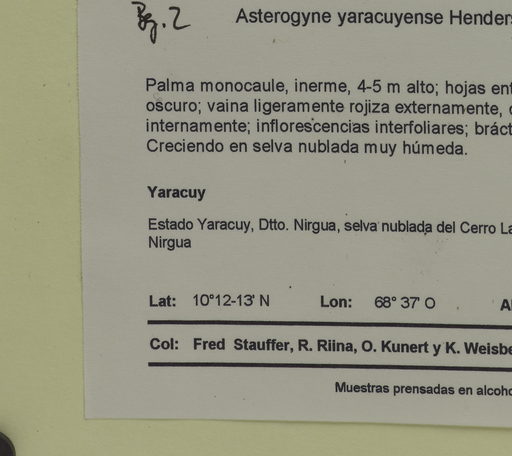 Bg. 2
Asterogyne yaracuyense Henders
Palma monocaule, inerme, 4-5 m alto; hojas ent
oscuro; vaina ligeramente rojiza externamente,
internamente; inflorescencias interfoliares; bráct
Creciendo en selva nublada muy húmeda.
Yaracuy
Estado Yaracuy, Dtto. Nirgua, selva nublada del Cerro La
Nirgua
Lat: 10°12-13' N Lon: 68° 37' O A
Col: Fred Stauffer, R. Riina, O. Kunert y K. Weisbe
Muestras prensadas en alcoho